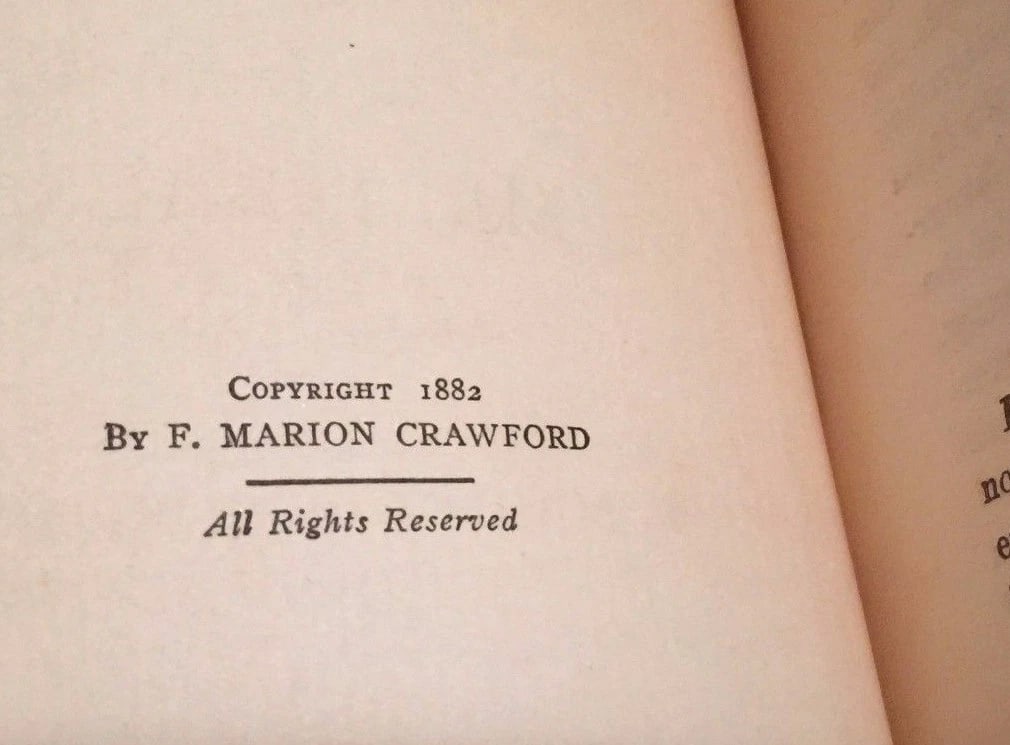 COPYRIGHT 1882
By F. MARION CRAWFORD
All Rights Reserved